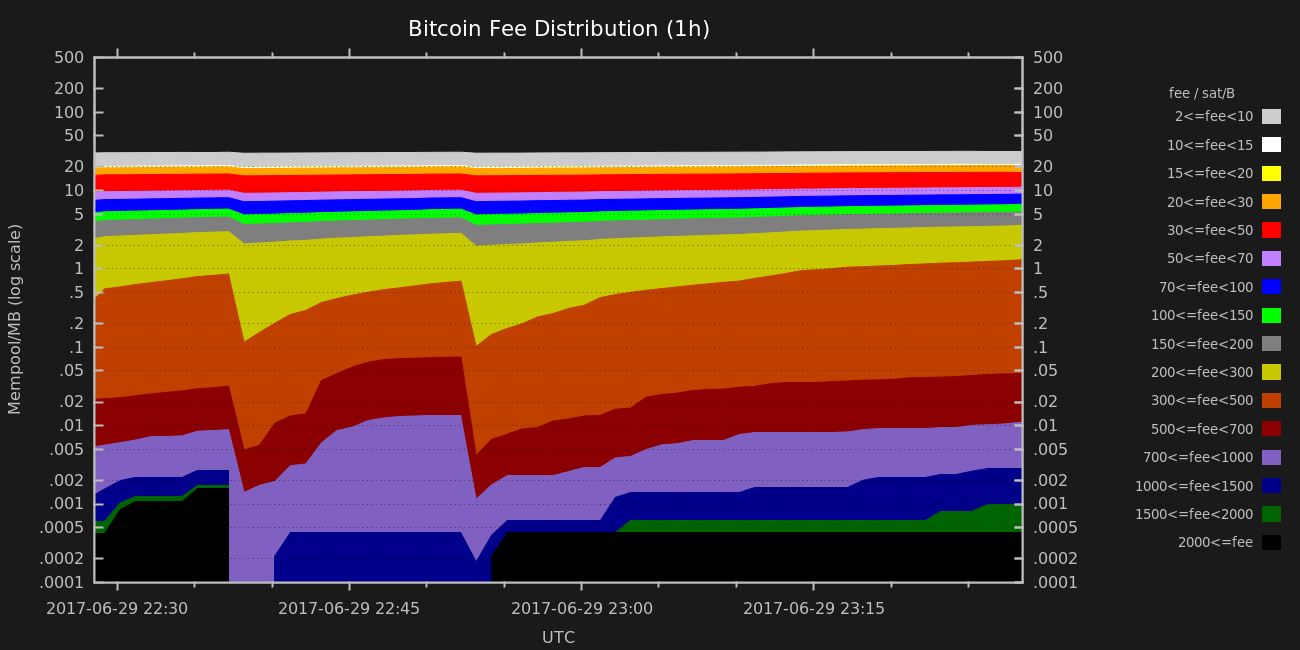 Bitcoin Fee Distribution (1h)
500
200
100
50
20
10
5
2
1
.5
.2
.1
.05
.02
.01
.005
.002
.001
.0005
.0002
.0001
Mempool/MB (log scale)
500
200
100
50
20
10
5
2
1
.5
.2
.1
.05
.02
.01
.005
.002
.001
.0005
.0002
.0001
2017-06-29 22:30
2017-06-29 22:45
2017-06-29 23:00
2017-06-29 23:15
UTC
fee / sat/B
2<=fee<10
10<=fee<15
15<=fee<20
20<=fee<30
30<=fee<50
50<=fee<70
70<=fee<100
100<=fee<150
150<=fee<200
200<=fee<300
300<=fee<500
500<=fee<700
700<=fee<1000
1000<=fee<1500
1500<=fee<2000
2000<=fee